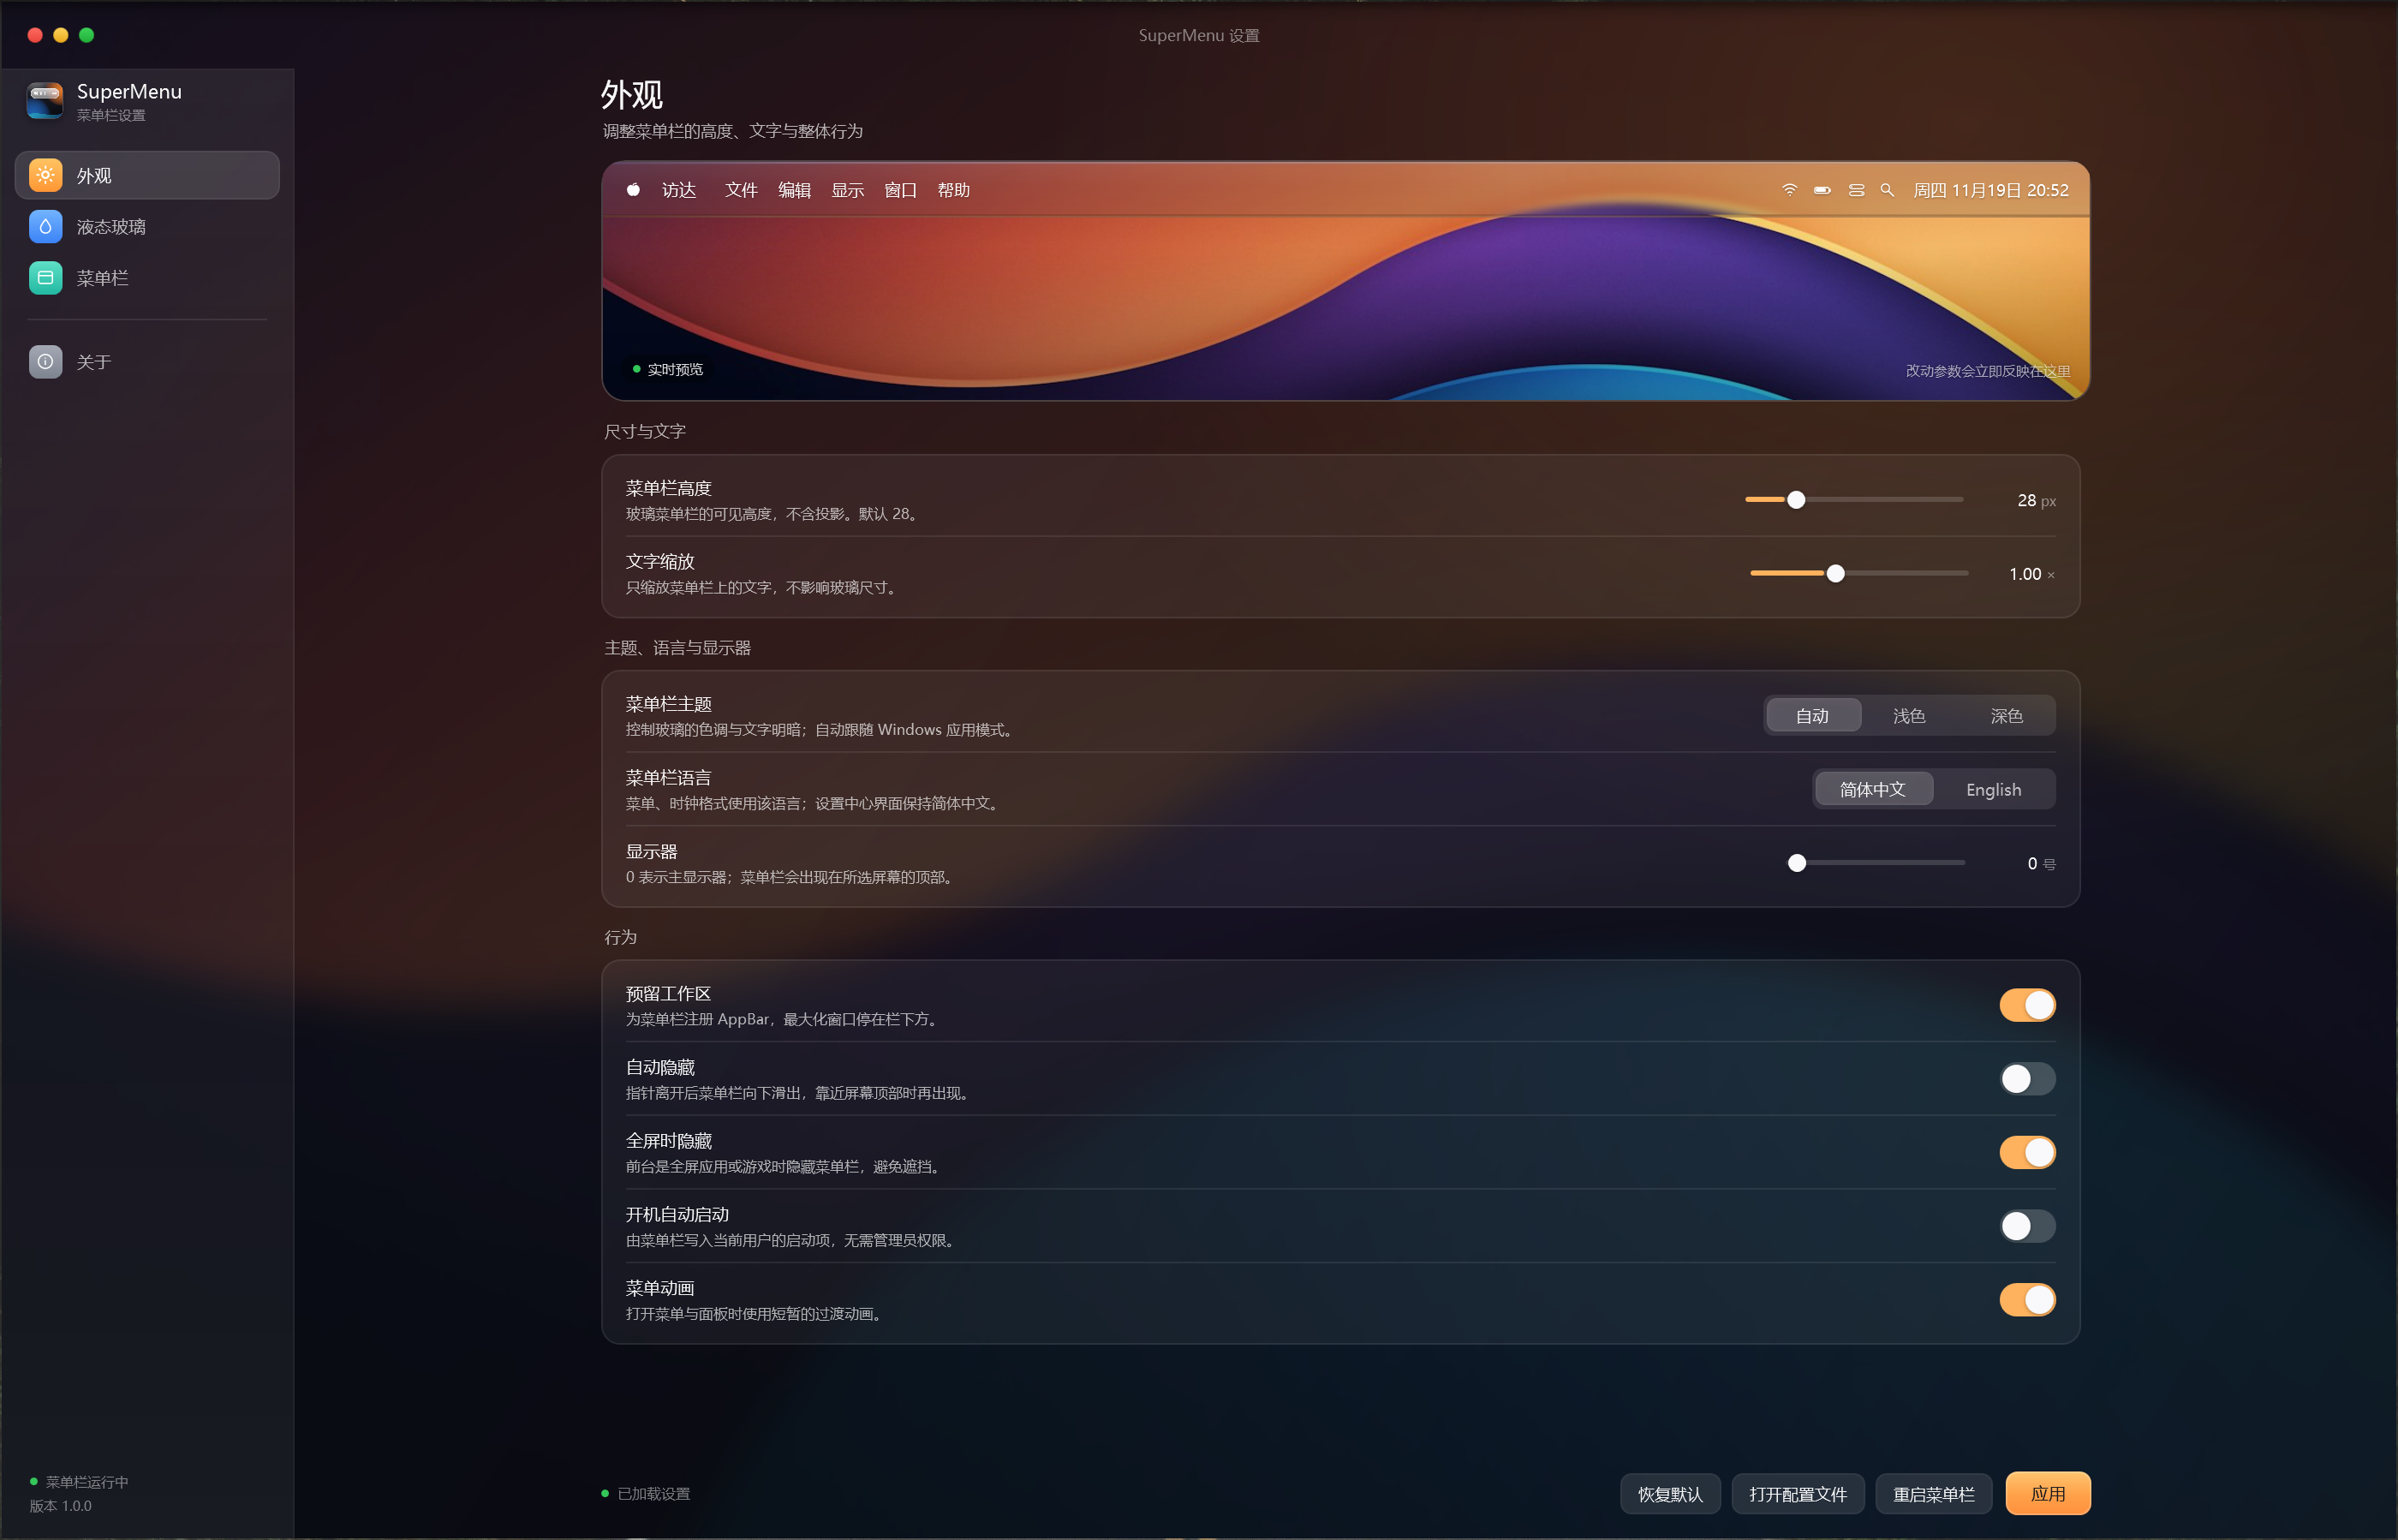 SuperMenu 设置
SuperMenu
菜单栏设置
外观
液态玻璃
菜单栏
关于
菜单栏运行中
版本 1.0.0
外观
调整菜单栏的高度、文字与整体行为
访达 文件 编辑 显示 窗口 帮助 周四 11月19日 20:52
实时预览
改动参数会立即反映在这里
尺寸与文字
菜单栏高度
玻璃菜单栏的可见高度，不含投影。默认 28。
28 px
文字缩放
只缩放菜单栏上的文字，不影响玻璃尺寸。
1.00 ×
主题、语言与显示器
菜单栏主题
控制玻璃的色调与文字明暗；自动跟随 Windows 应用模式。
自动 浅色 深色
菜单栏语言
菜单、时钟格式使用该语言；设置中心界面保持简体中文。
简体中文 English
显示器
0 表示主显示器；菜单栏会出现在所选屏幕的顶部。
0 号
行为
预留工作区
为菜单栏注册 AppBar，最大化窗口停在栏下方。
自动隐藏
指针离开后菜单栏向下滑出，靠近屏幕顶部时再出现。
全屏时隐藏
前台是全屏应用或游戏时隐藏菜单栏，避免遮挡。
开机自动启动
由菜单栏写入当前用户的启动项，无需管理员权限。
菜单动画
打开菜单与面板时使用短暂的过渡动画。
已加载设置
恢复默认 打开配置文件 重启菜单栏 应用